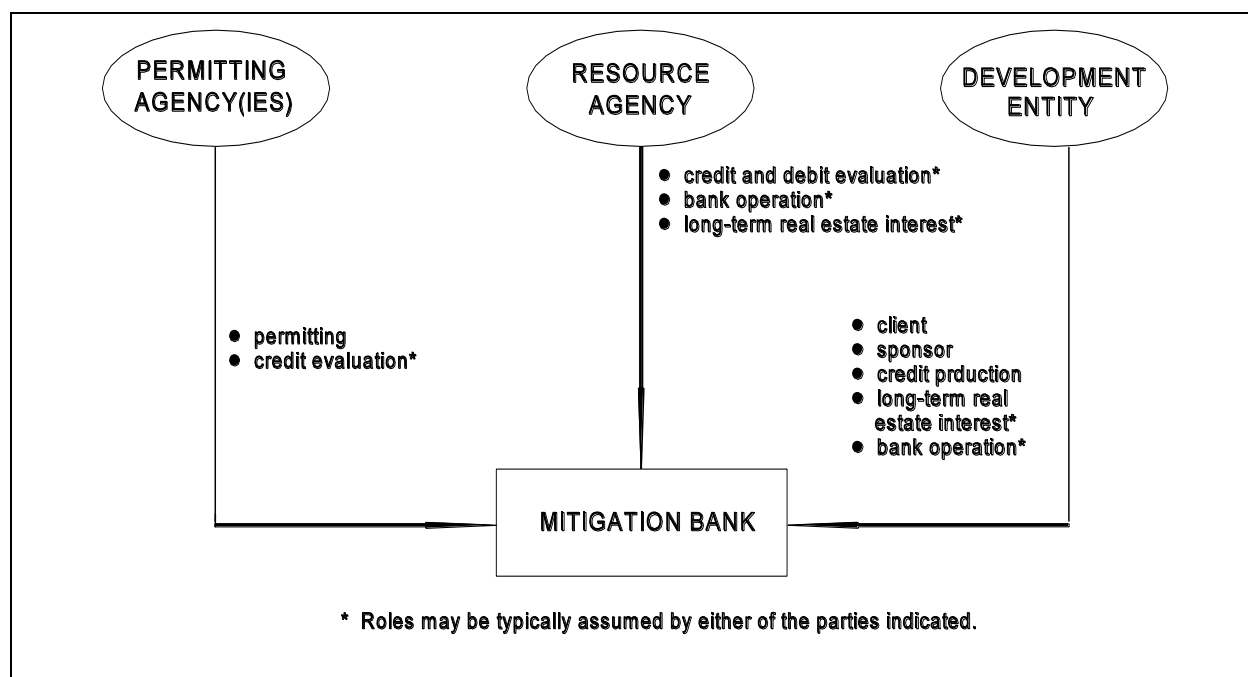 PERMITTING
AGENCY(IES)
RESOURCE
AGENCY
DEVELOPMENT
ENTITY
● credit and debit evaluation*
● bank operation*
● long-term real estate interest*
● permitting
● credit evaluation*
● client
● sponsor
● credit prduction
● long-term real
estate interest*
● bank operation*
MITIGATION BANK
* Roles may be typically assumed by either of the parties indicated.